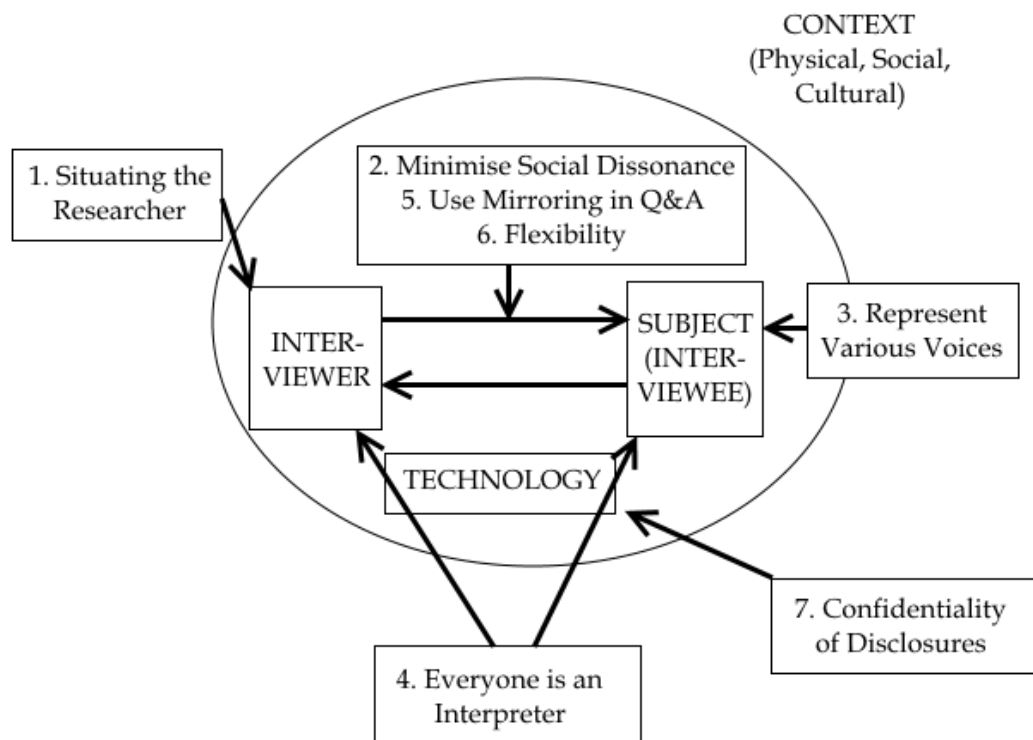 CONTEXT
(Physical, Social,
Cultural)
1. Situating the
Researcher
2. Minimise Social Dissonance
5. Use Mirroring in Q&A
6. Flexibility
INTER-
VIEWER
SUBJECT
(INTER-
VIEWEE)
3. Represent
Various Voices
TECHNOLOGY
7. Confidentiality
of Disclosures
4. Everyone is an
Interpreter